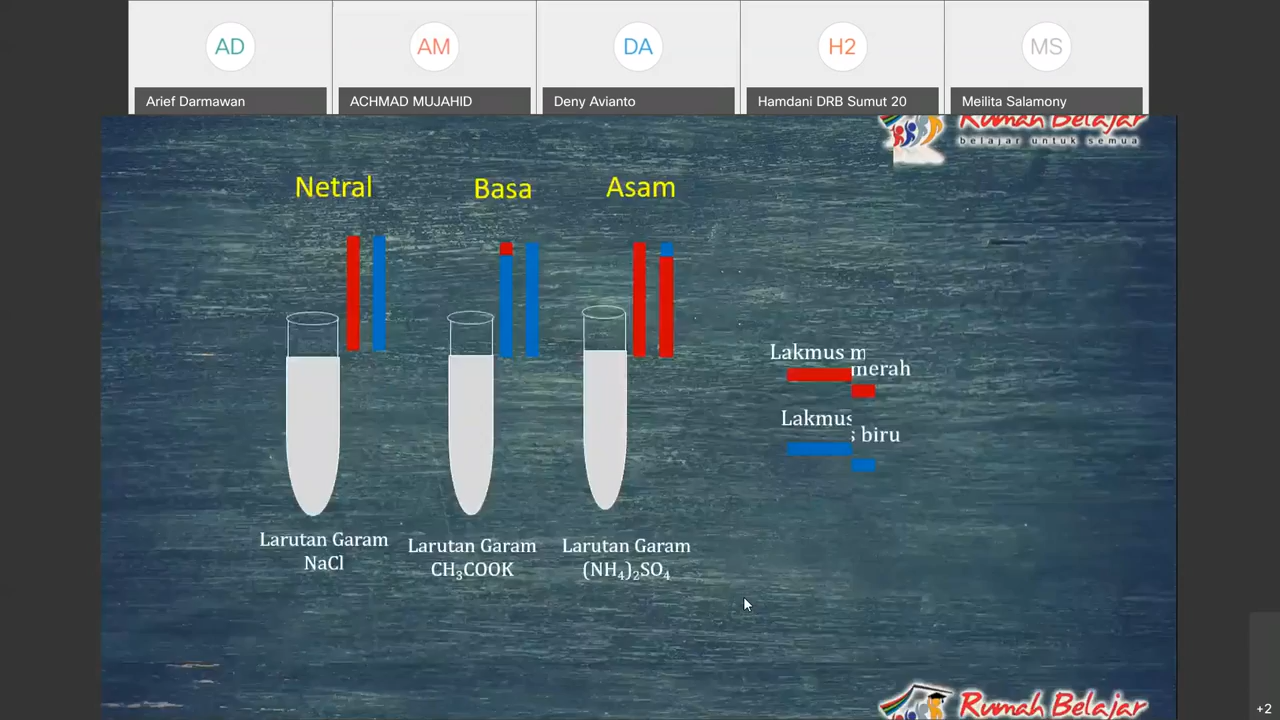 AD
AM
DA
H2
MS
Arief Darmawan
ACHMAD MUJAHID
Deny Avianto
Hamdani DRB Sumut 20
Meilita Salamony
Rumah Belajar
belajar untuk semua
Netral
Basa
Asam
Lakmus m
merah
Lakmus
s biru
Larutan Garam
NaCl
Larutan Garam
CH₃COOK
Larutan Garam
(NH₄)₂SO₄
Rumah Belajar
+2